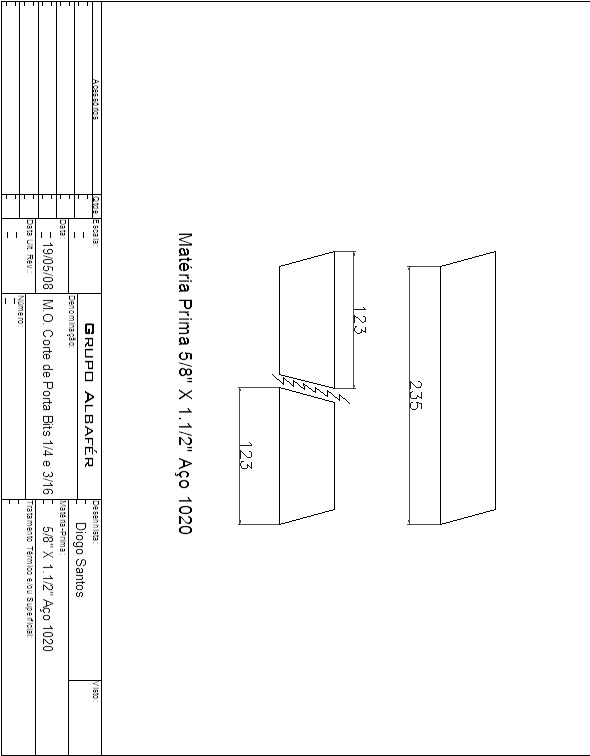 235
123
123
Matéria Prima 5/8" X 1.1/2" Aço 1020
Acessórios
Qtde.
Escala:
Data:
19/05/08
Data Ult. Rev.:
GRUPO ALBAFÉR
Denominação:
M.O. Corte de Porta Bits 1/4 e 3/16
Número:
Desenhista:
Diogo Santos
Visto:
Matéria-Prima:
5/8" X 1.1/2" Aço 1020
Tratamento Térmico e/ou Superficial: